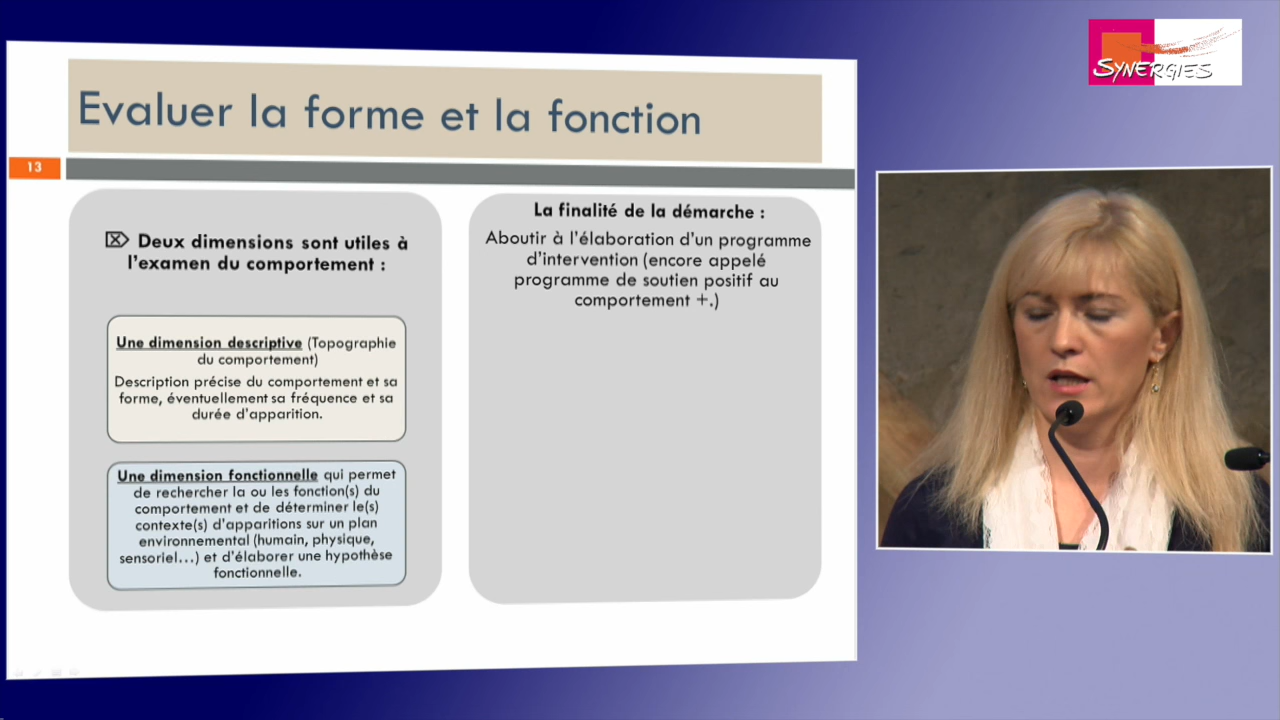 SYNERGIES
Evaluer la forme et la fonction
13
Deux dimensions sont utiles à
l'examen du comportement :
Une dimension descriptive (Topographie
du comportement)
Description précise du comportement et sa
forme, éventuellement sa fréquence et sa
durée d'apparition.
Une dimension fonctionnelle qui permet
de rechercher la ou les fonction(s) du
comportement et de déterminer le(s)
contexte(s) d'apparitions sur un plan
environnemental (humain, physique,
sensoriel...) et d'élaborer une hypothèse
fonctionnelle.
La finalité de la démarche :
Aboutir à l'élaboration d'un programme
d'intervention (encore appelé
programme de soutien positif au
comportement +.)